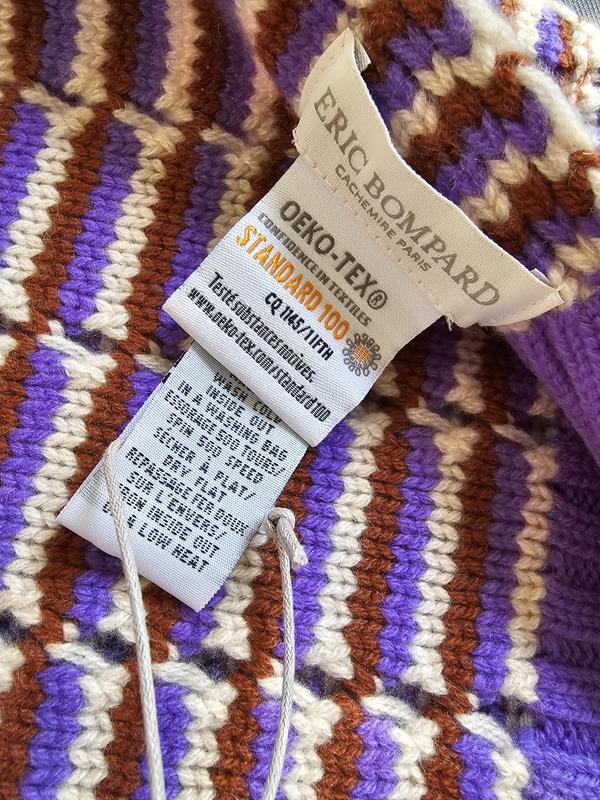 ERIC BOMPARD
CACHEMIRE PARIS
OEKO-TEX®
CONFIDENCE IN TEXTILES
STANDARD 100
CQ 1145/1 IFTH
Testé substances nocives.
www.oeko-tex.com/standard100
WASH COLD
INSIDE OUT
IN A WASHING BAG
ESSORAGE 500 TOURS/
SPIN 500 SPEED
SECHER A PLAT/
DRY FLAT
REPASSAGE FER DOUX
SUR L'ENVERS/
IRON INSIDE OUT
A LOW HEAT